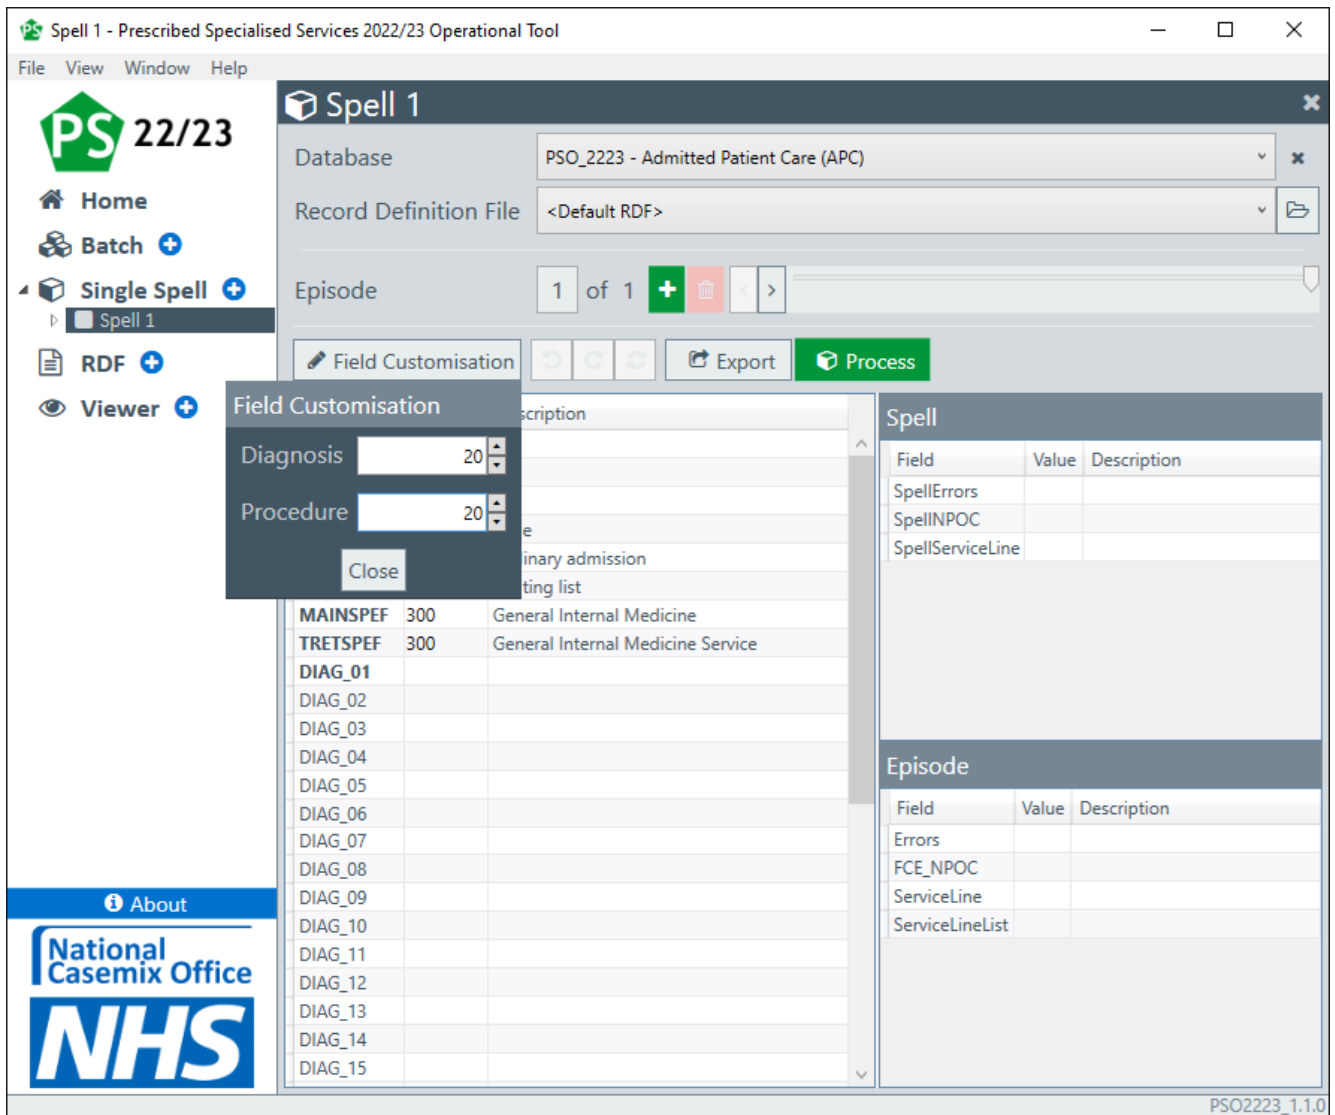 Spell 1 - Prescribed Specialised Services 2022/23 Operational Tool
File View Window Help
PS 22/23
Home
Batch
Single Spell
Spell 1
RDF
Viewer
About
National
Casemix Office
NHS
Spell 1
Database PSO_2223 - Admitted Patient Care (APC)
Record Definition File <Default RDF>
Episode 1 of 1
Field Customisation Export Process
Field Customisation
Diagnosis 20
Procedure 20
Close
scription
e
inary admission
ting list
MAINSPEF 300 General Internal Medicine
TRETSPEF 300 General Internal Medicine Service
DIAG_01
DIAG_02
DIAG_03
DIAG_04
DIAG_05
DIAG_06
DIAG_07
DIAG_08
DIAG_09
DIAG_10
DIAG_11
DIAG_12
DIAG_13
DIAG_14
DIAG_15
Spell
Field Value Description
SpellErrors
SpellNPOC
SpellServiceLine
Episode
Field Value Description
Errors
FCE_NPOC
ServiceLine
ServiceLineList
PSO2223_1.1.0